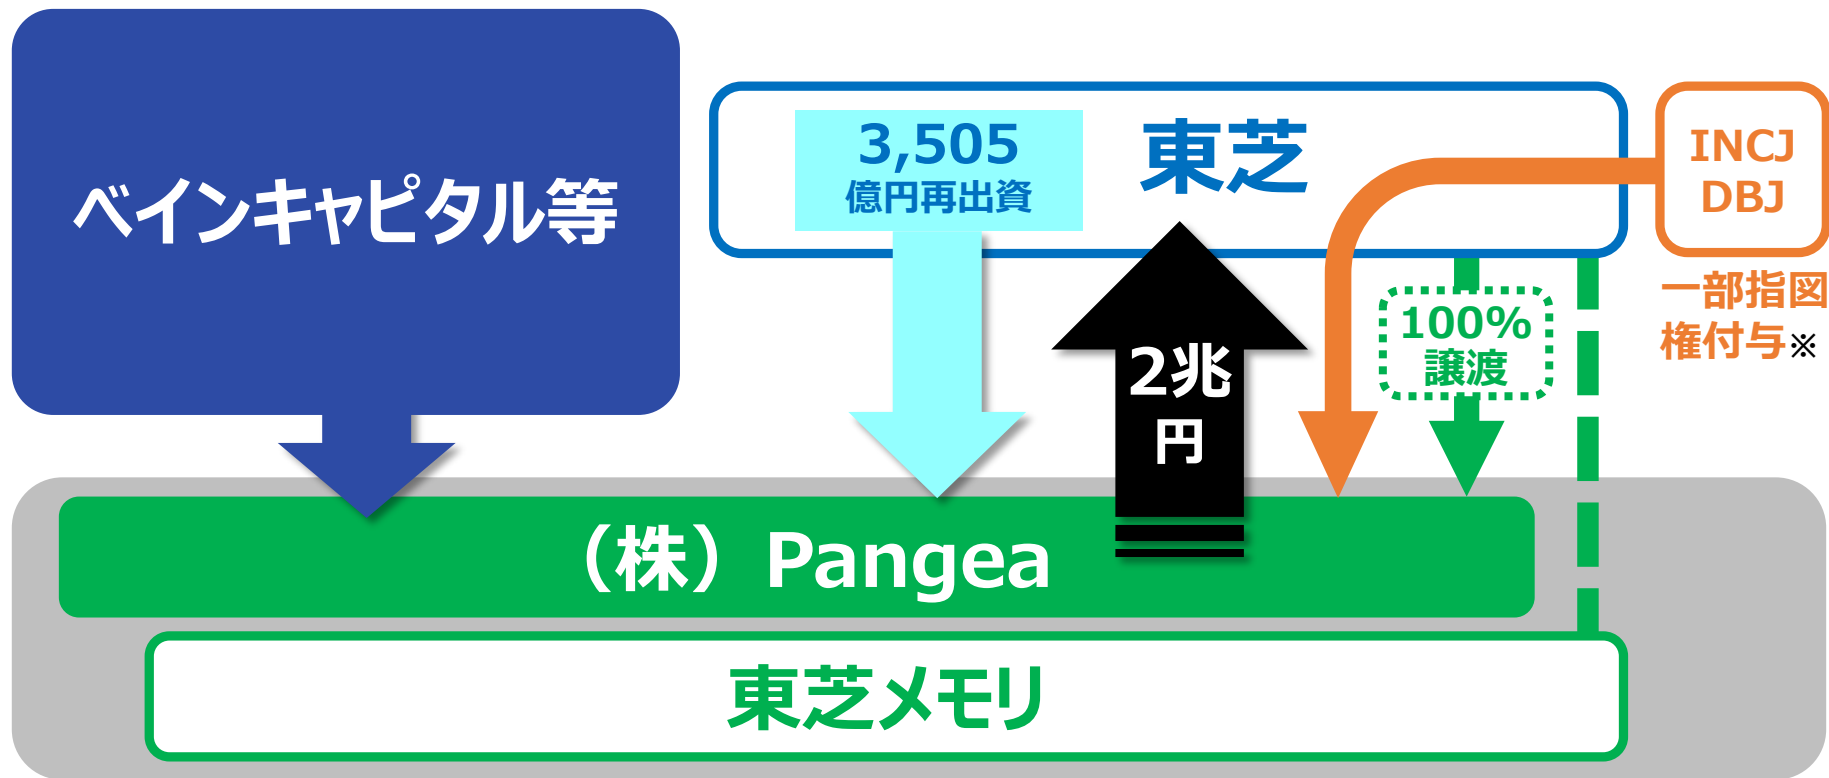 ベインキャピタル等
3,505
億円再出資
東芝
INCJ
DBJ
一部指図
権付与※
100%
譲渡
2兆
円
（株）Pangea
東芝メモリ